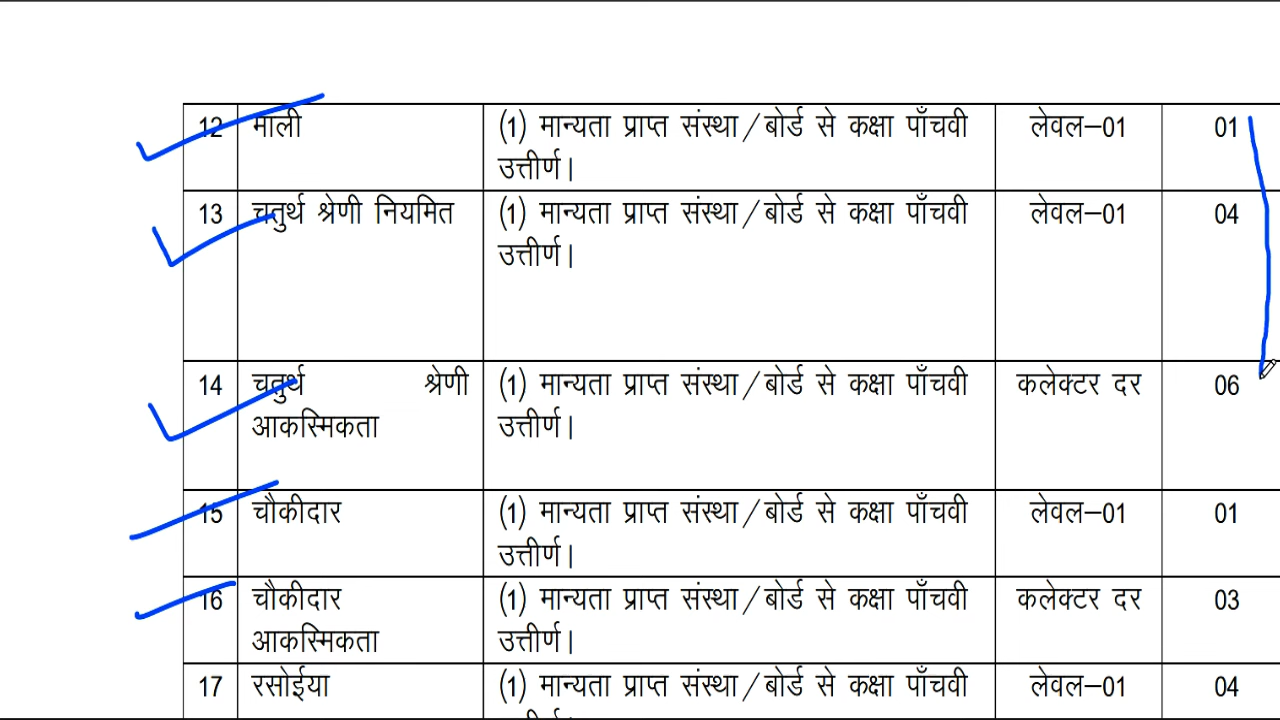 12 माली (1) मान्यता प्राप्त संस्था/बोर्ड से कक्षा पाँचवी लेवल–01 01
उत्तीर्ण।
13 चतुर्थ श्रेणी नियमित (1) मान्यता प्राप्त संस्था/बोर्ड से कक्षा पाँचवी लेवल–01 04
उत्तीर्ण।
14 चतुर्थ श्रेणी (1) मान्यता प्राप्त संस्था/बोर्ड से कक्षा पाँचवी कलेक्टर दर 06
आकस्मिकता उत्तीर्ण।
15 चौकीदार (1) मान्यता प्राप्त संस्था/बोर्ड से कक्षा पाँचवी लेवल–01 01
उत्तीर्ण।
16 चौकीदार (1) मान्यता प्राप्त संस्था/बोर्ड से कक्षा पाँचवी कलेक्टर दर 03
आकस्मिकता उत्तीर्ण।
17 रसोईया (1) मान्यता प्राप्त संस्था/बोर्ड से कक्षा पाँचवी लेवल–01 04